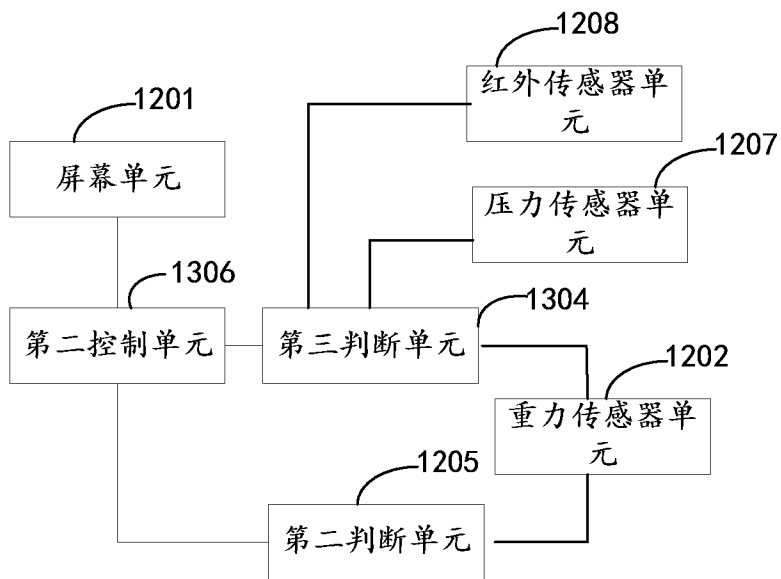 1208
红外传感器单
元
1201
屏幕单元
1207
压力传感器单
元
1306
第二控制单元
1304
第三判断单元
1202
重力传感器单
元
1205
第二判断单元